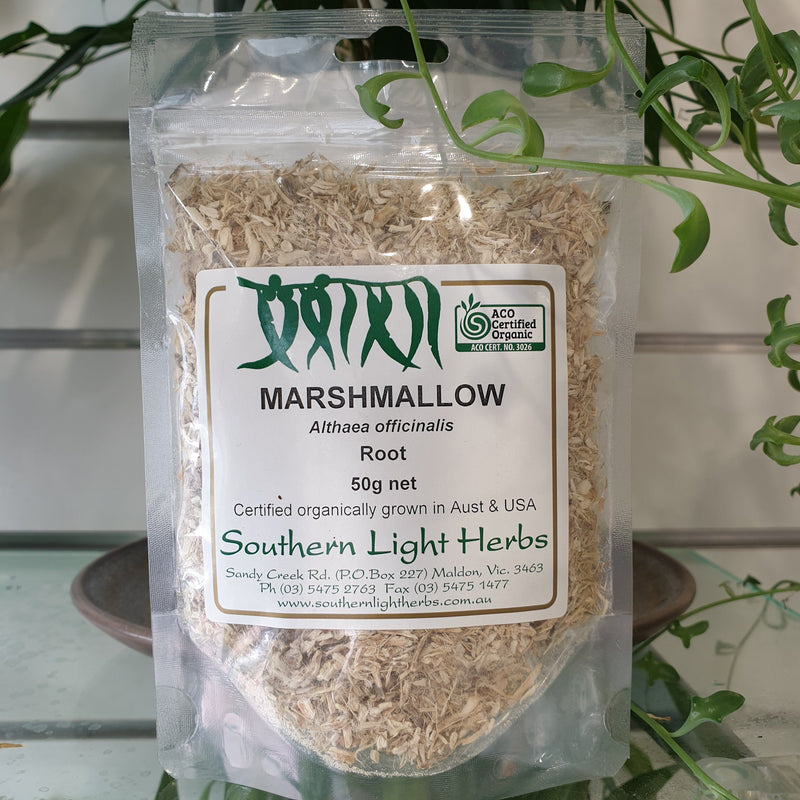 ACO
Certified
Organic
ACO CERT. NO. 3026
MARSHMALLOW
Althaea officinalis
Root
50g net
Certified organically grown in Aust & USA
Southern Light Herbs
Sandy Creek Rd. (P.O.Box 227) Maldon, Vic. 3463
Ph (03) 5475 2763 Fax (03) 5475 1477
www.southernlightherbs.com.au